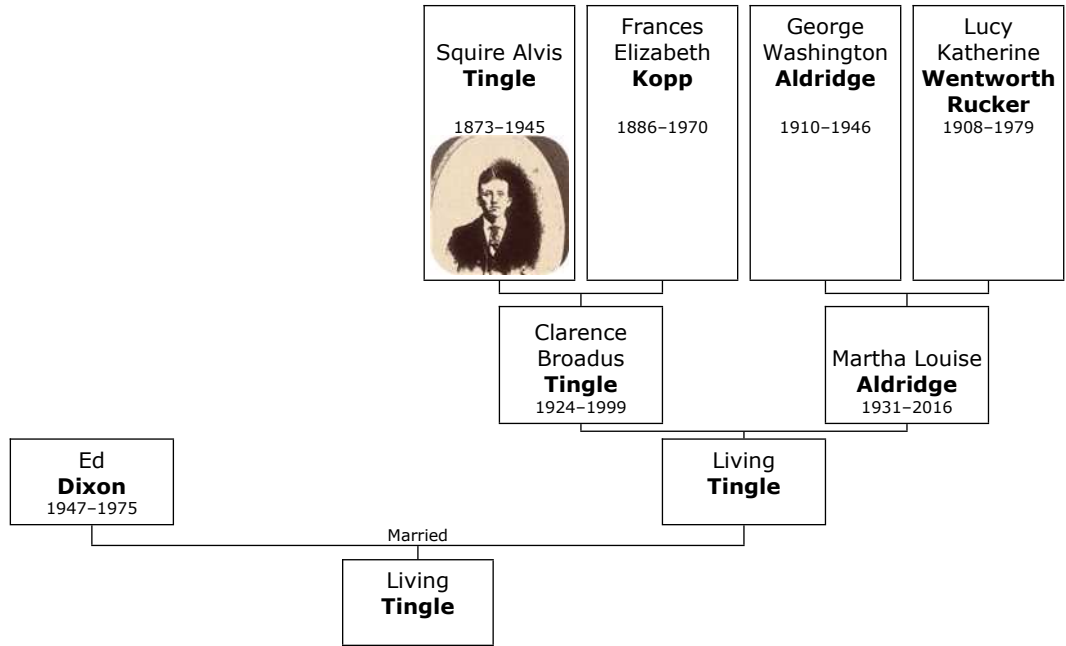 Squire Alvis
Tingle
1873–1945
Frances
Elizabeth
Kopp
1886–1970
George
Washington
Aldridge
1910–1946
Lucy
Katherine
Wentworth
Rucker
1908–1979
Clarence
Broadus
Tingle
1924–1999
Martha Louise
Aldridge
1931–2016
Ed
Dixon
1947–1975
Living
Tingle
Married
Living
Tingle